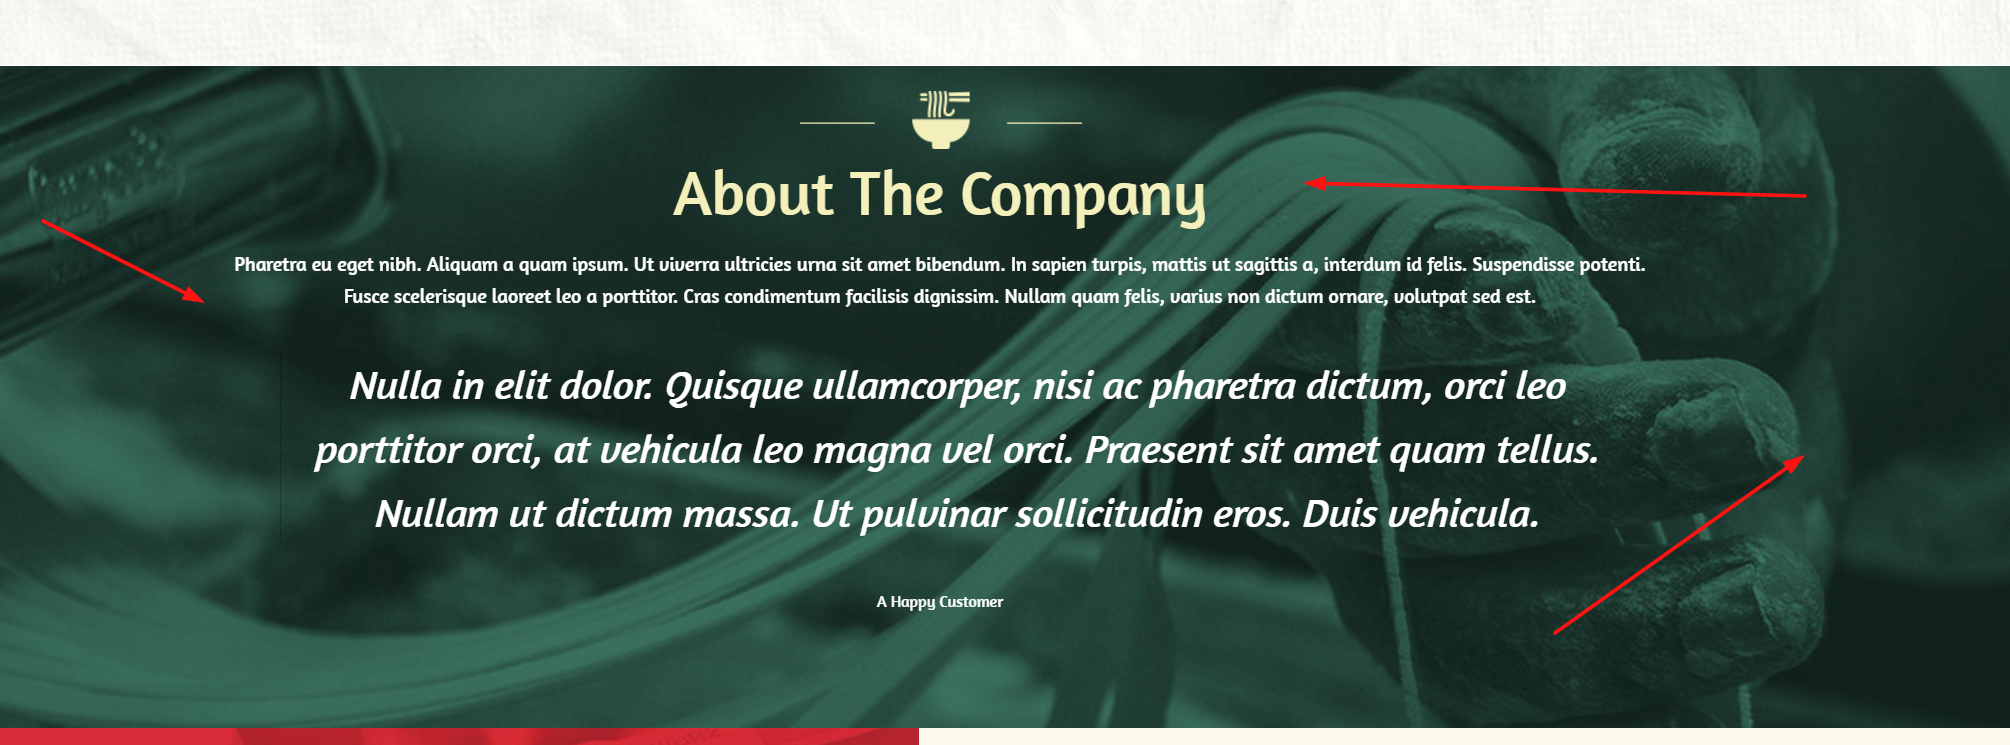 About The Company
Pharetra eu eget nibh. Aliquam a quam ipsum. Ut viverra ultricies urna sit amet bibendum. In sapien turpis, mattis ut sagittis a, interdum id felis. Suspendisse potenti.
Fusce scelerisque laoreet leo a porttitor. Cras condimentum facilisis dignissim. Nullam quam felis, varius non dictum ornare, volutpat sed est.
Nulla in elit dolor. Quisque ullamcorper, nisi ac pharetra dictum, orci leo
porttitor orci, at vehicula leo magna vel orci. Praesent sit amet quam tellus.
Nullam ut dictum massa. Ut pulvinar sollicitudin eros. Duis vehicula.
A Happy Customer